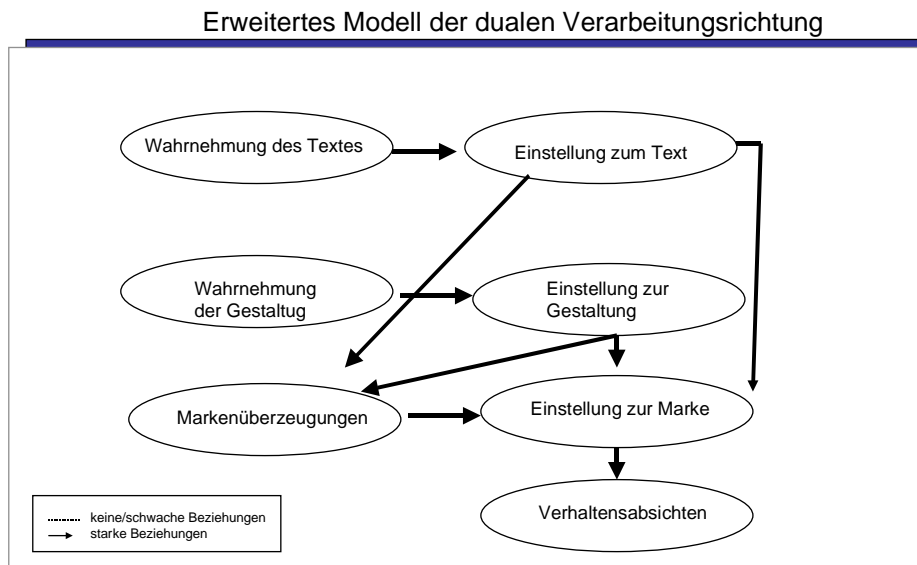 Erweitertes Modell der dualen Verarbeitungsrichtung
Wahrnehmung des Textes
Einstellung zum Text
Wahrnehmung
der Gestaltug
Einstellung zur
Gestaltung
Markenüberzeugungen
Einstellung zur Marke
Verhaltensabsichten
keine/schwache Beziehungen
starke Beziehungen